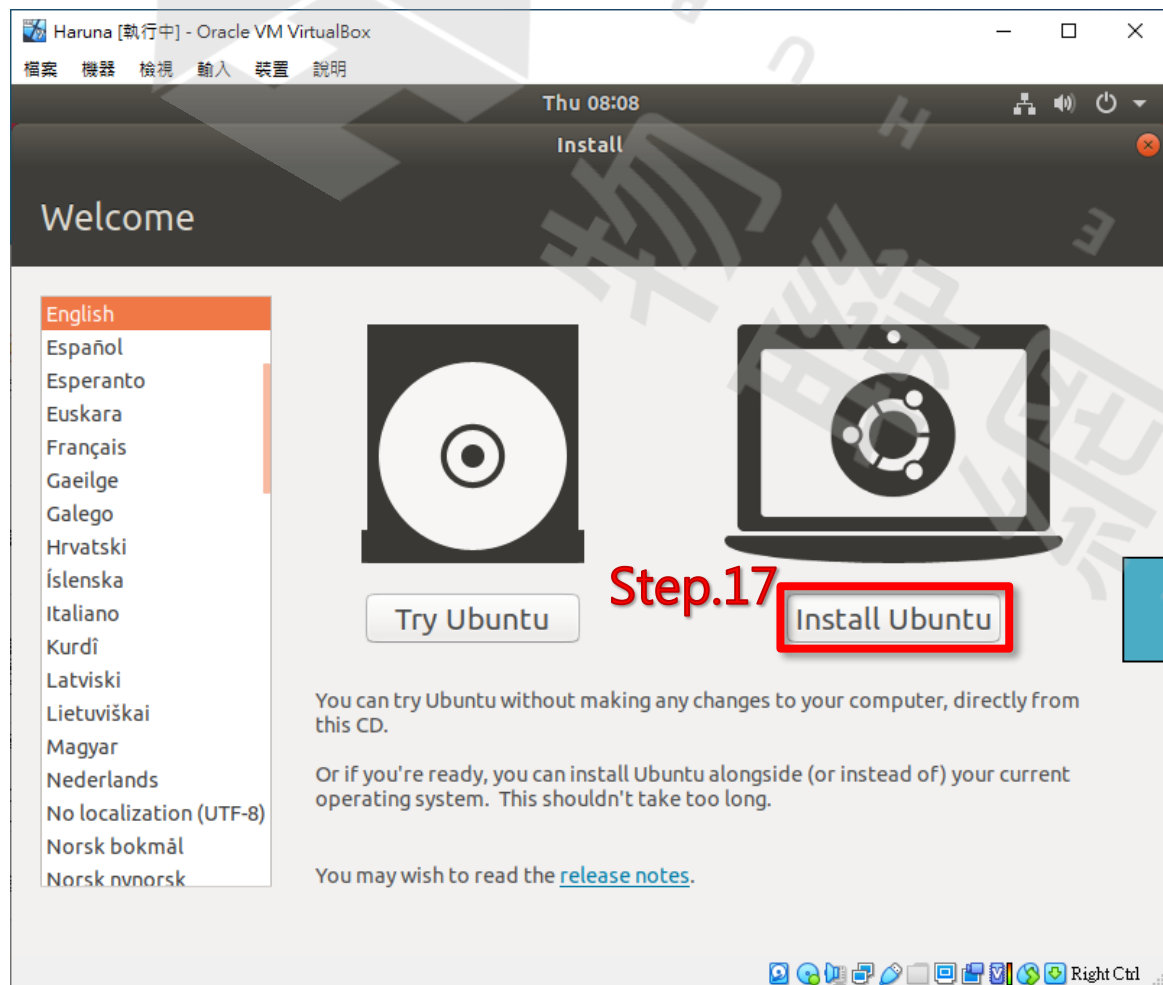 Haruna [執行中] - Oracle VM VirtualBox
檔案 機器 檢視 輸入 裝置 說明
Thu 08:08
Install
Welcome
English
Español
Esperanto
Euskara
Français
Gaeilge
Galego
Hrvatski
Íslenska
Italiano
Kurdî
Latviski
Lietuviškai
Magyar
Nederlands
No localization (UTF-8)
Norsk bokmål
Norsk nynorsk
Try Ubuntu
Step.17
Install Ubuntu
You can try Ubuntu without making any changes to your computer, directly from
this CD.
Or if you're ready, you can install Ubuntu alongside (or instead of) your current
operating system. This shouldn't take too long.
You may wish to read the release notes.
Right Ctrl
物聯網